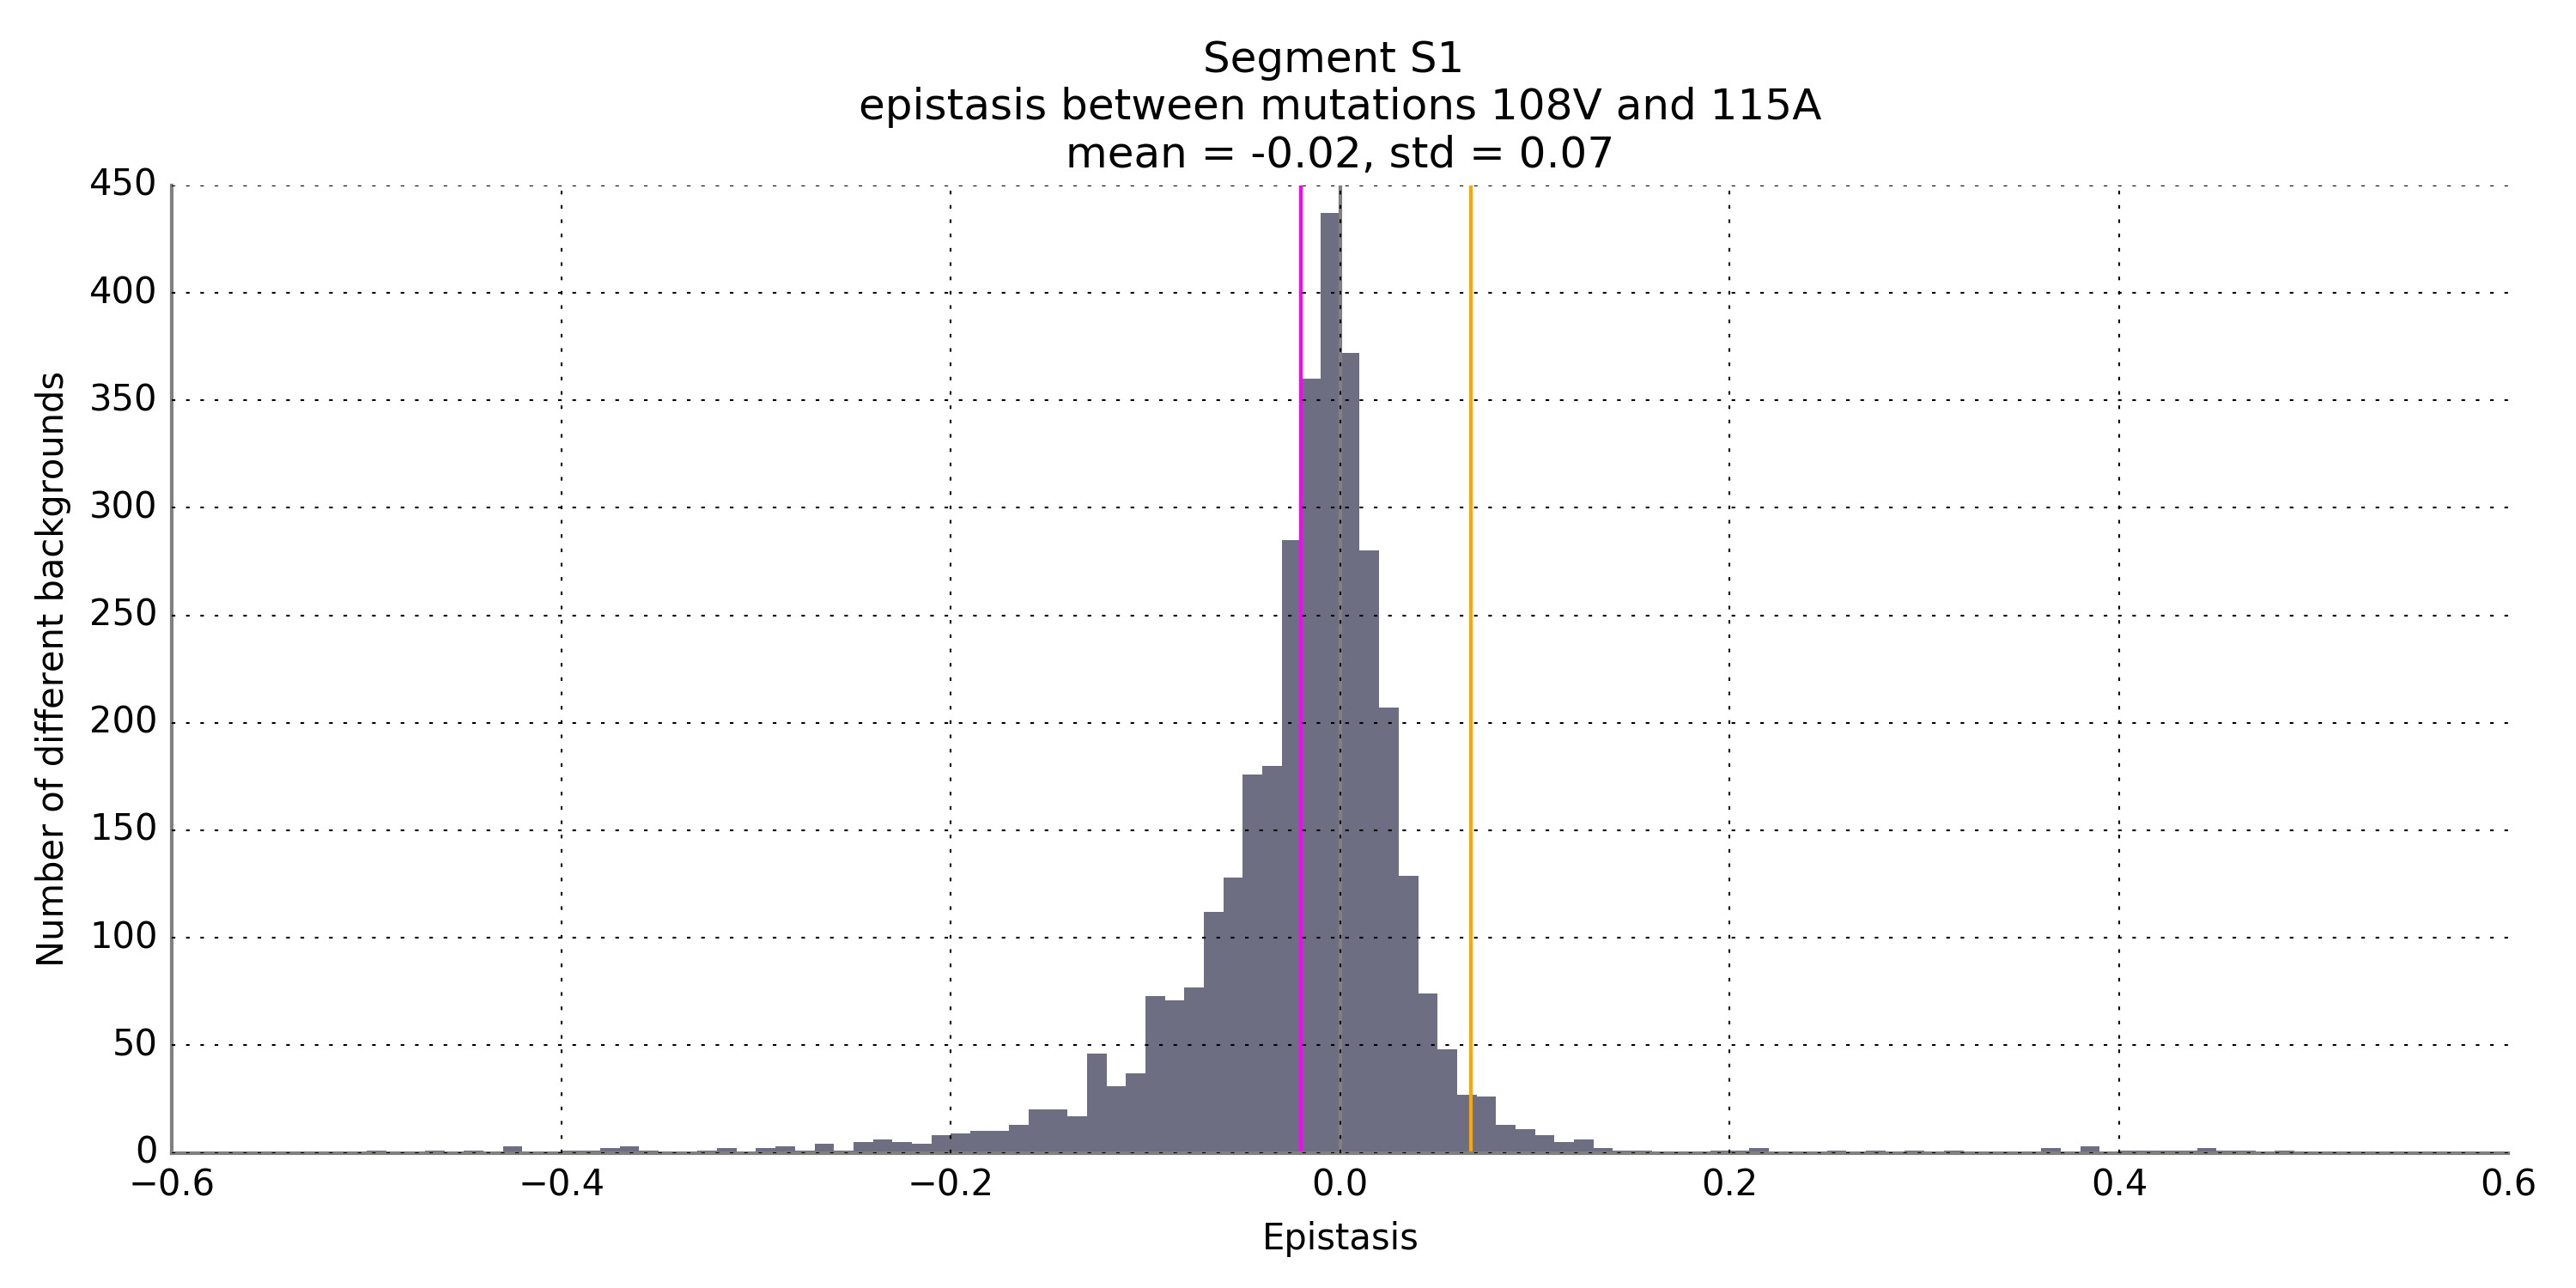 Segment S1
epistasis between mutations 108V and 115A
mean = -0.02, std = 0.07
450
400
350
300
250
200
150
100
50
0
Number of different backgrounds
−0.6 −0.4 −0.2 0.0 0.2 0.4 0.6
Epistasis